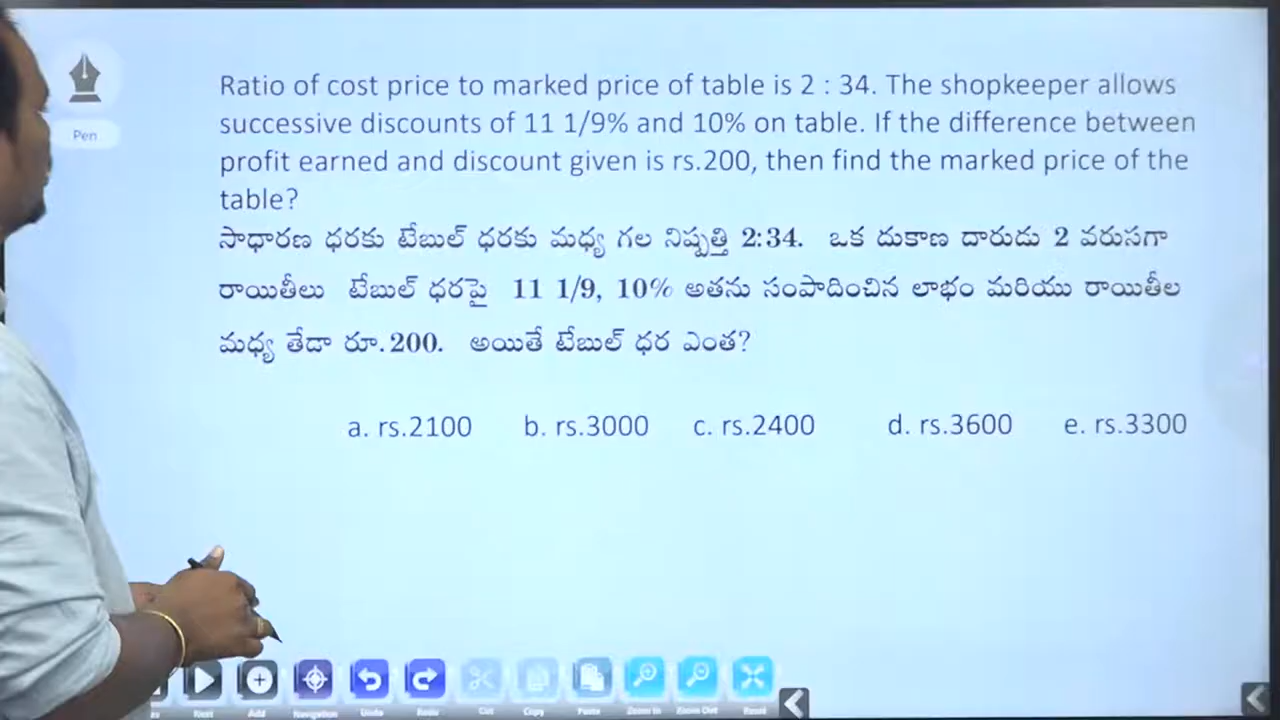 Pen
Ratio of cost price to marked price of table is 2 : 34. The shopkeeper allows
successive discounts of 11 1/9% and 10% on table. If the difference between
profit earned and discount given is rs.200, then find the marked price of the
table?
సాధారణ ధరకు టేబుల్ ధరకు మధ్య గల నిష్పత్తి 2:34. ఒక దుకాణ దారుడు 2 వరుసగా
రాయితీలు టేబుల్ ధరపై 11 1/9, 10% అతను సంపాదించిన లాభం మరియు రాయితీల
మధ్య తేడా రూ.200. అయితే టేబుల్ ధర ఎంత?
a. rs.2100 b. rs.3000 c. rs.2400 d. rs.3600 e. rs.3300
Next Add Navigation Undo Redo Cut Copy Paste Zoom In Zoom Out Reset